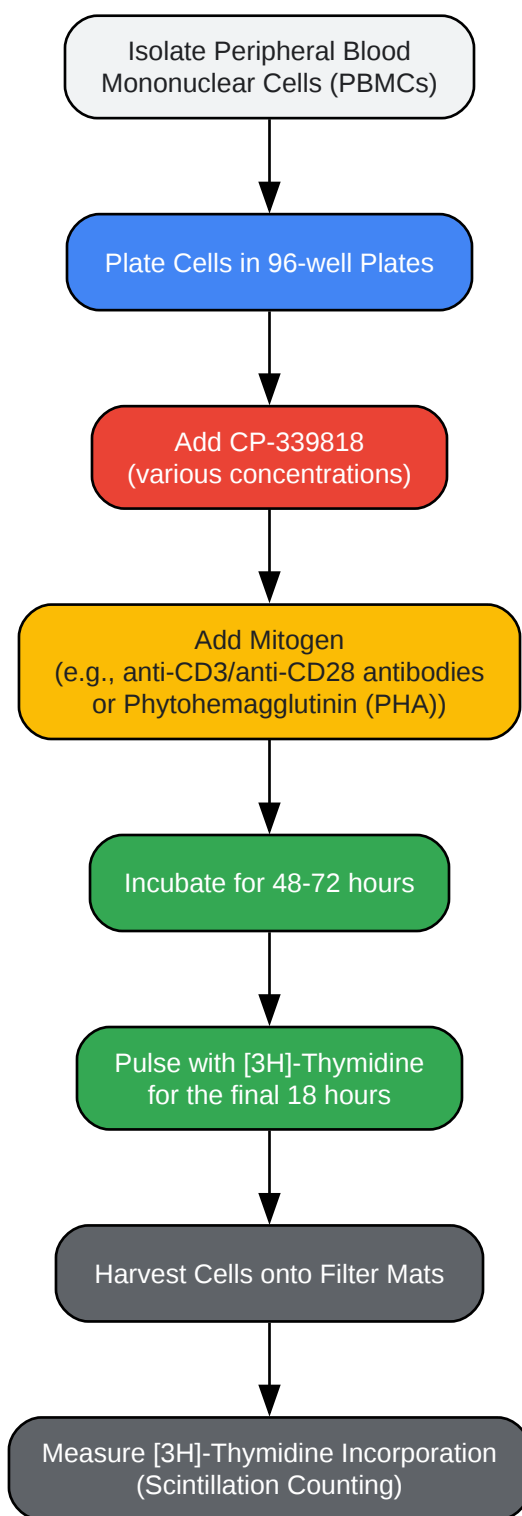 Isolate Peripheral Blood
Mononuclear Cells (PBMCs)
Plate Cells in 96-well Plates
Add CP-339818
(various concentrations)
Add Mitogen
(e.g., anti-CD3/anti-CD28 antibodies
or Phytohemagglutinin (PHA))
Incubate for 48-72 hours
Pulse with [3H]-Thymidine
for the final 18 hours
Harvest Cells onto Filter Mats
Measure [3H]-Thymidine Incorporation
(Scintillation Counting)